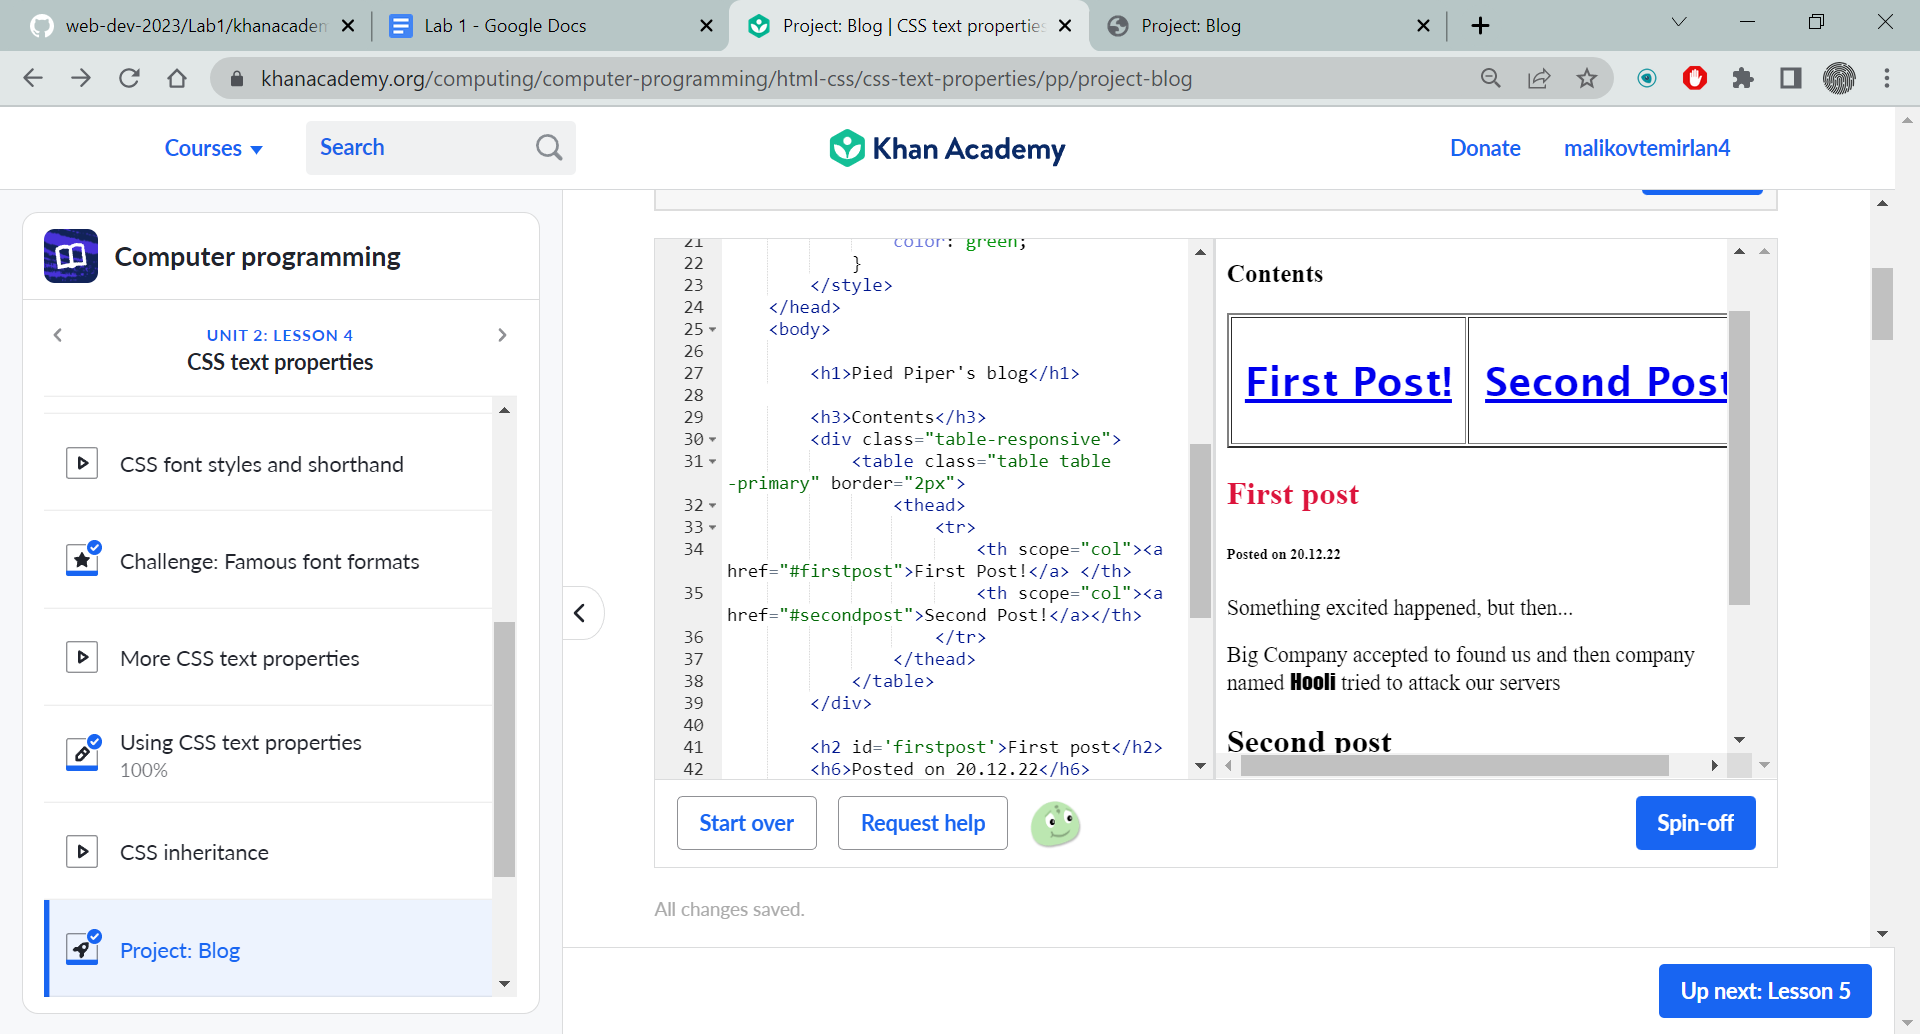 web-dev-2023/Lab1/khanacadem
Lab 1 - Google Docs
Project: Blog | CSS text properties
Project: Blog
khanacademy.org/computing/computer-programming/html-css/css-text-properties/pp/project-blog
Courses
Search
Khan Academy
Donate
malikovtemirlan4
Computer programming
UNIT 2: LESSON 4
CSS text properties
CSS font styles and shorthand
Challenge: Famous font formats
More CSS text properties
Using CSS text properties
100%
CSS inheritance
Project: Blog
21 color: green;
22 }
23 </style>
24 </head>
25 <body>
26
27 <h1>Pied Piper's blog</h1>
28
29 <h3>Contents</h3>
30 <div class="table-responsive">
31 <table class="table table
-primary" border="2px">
32 <thead>
33 <tr>
34 <th scope="col"><a
href="#firstpost">First Post!</a> </th>
35 <th scope="col"><a
href="#secondpost">Second Post!</a></th>
36 </tr>
37 </thead>
38 </table>
39 </div>
40
41 <h2 id='firstpost'>First post</h2>
42 <h6>Posted on 20.12.22</h6>
Contents
First Post!
Second Post
First post
Posted on 20.12.22
Something excited happened, but then...
Big Company accepted to found us and then company
named Hooli tried to attack our servers
Second post
Start over
Request help
Spin-off
All changes saved.
Up next: Lesson 5